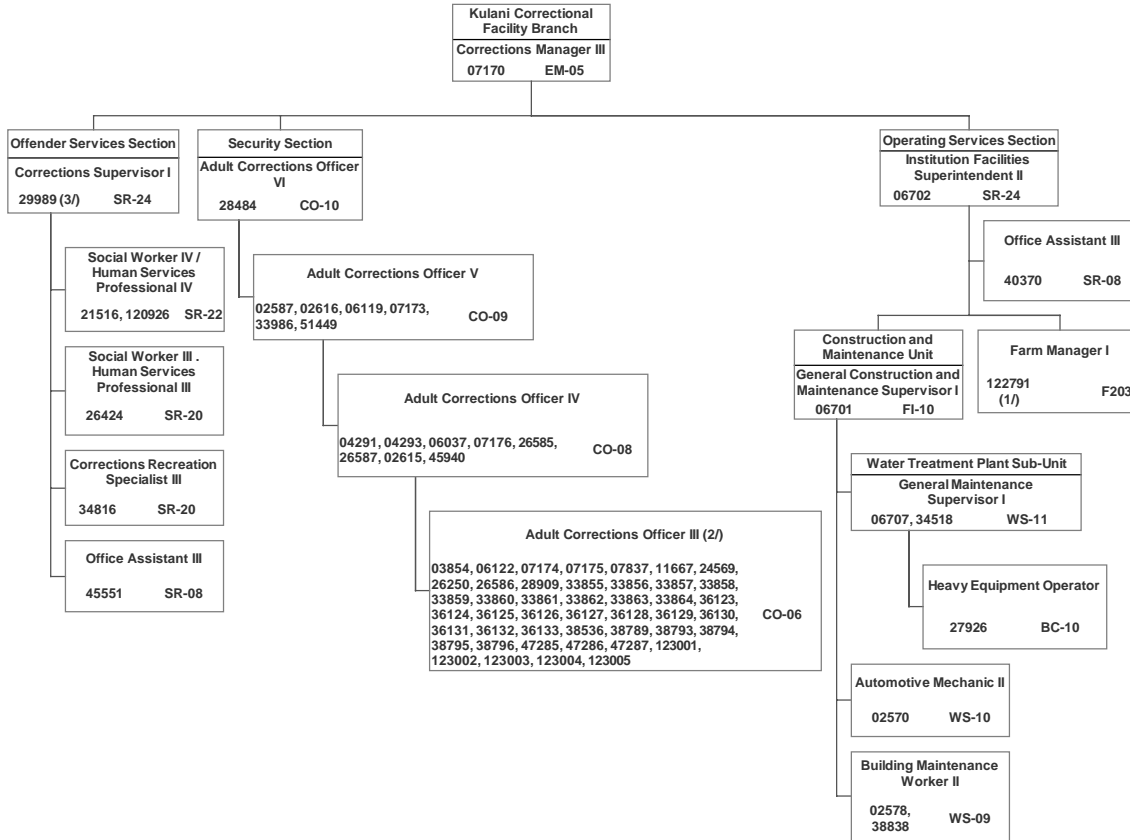 Kulani Correctional
Facility Branch
Corrections Manager III
07170 EM-05
Offender Services Section
Corrections Supervisor I
29989 (3/) SR-24
Social Worker IV /
Human Services
Professional IV
21516, 120926 SR-22
Social Worker III .
Human Services
Professional III
26424 SR-20
Corrections Recreation
Specialist III
34816 SR-20
Office Assistant III
45551 SR-08
Security Section
Adult Corrections Officer
VI
28484 CO-10
Adult Corrections Officer V
02587, 02616, 06119, 07173,
33986, 51449
CO-09
Adult Corrections Officer IV
04291, 04293, 06037, 07176, 26585,
26587, 02615, 45940
CO-08
Adult Corrections Officer III (2/)
03854, 06122, 07174, 07175, 07837, 11667, 24569,
26250, 26586, 28909, 33855, 33856, 33857, 33858,
33859, 33860, 33861, 33862, 33863, 33864, 36123,
36124, 36125, 36126, 36127, 36128, 36129, 36130,
36131, 36132, 36133, 38536, 38789, 38793, 38794,
38795, 38796, 47285, 47286, 47287, 123001,
123002, 123003, 123004, 123005
CO-06
Operating Services Section
Institution Facilities
Superintendent II
06702 SR-24
Office Assistant III
40370 SR-08
Construction and
Maintenance Unit
General Construction and
Maintenance Supervisor I
06701 FI-10
Farm Manager I
122791
(1/)
F203
Water Treatment Plant Sub-Unit
General Maintenance
Supervisor I
06707, 34518 WS-11
Heavy Equipment Operator
27926 BC-10
Automotive Mechanic II
02570 WS-10
Building Maintenance
Worker II
02578,
38838
WS-09